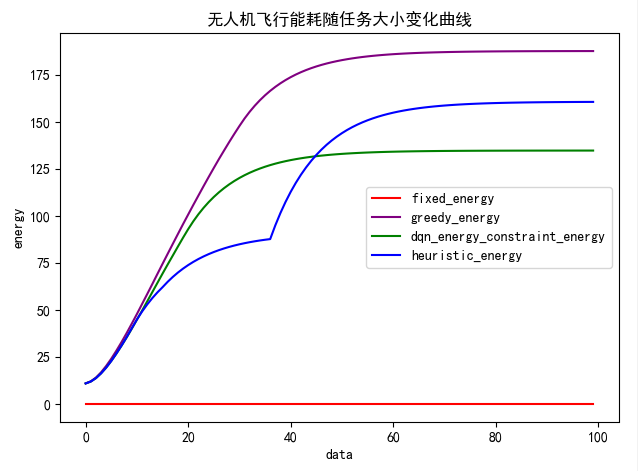 无人机飞行能耗随任务大小变化曲线
energy
175
150
125
100
75
50
25
0
fixed_energy
greedy_energy
dqn_energy_constraint_energy
heuristic_energy
0 20 40 60 80 100
data